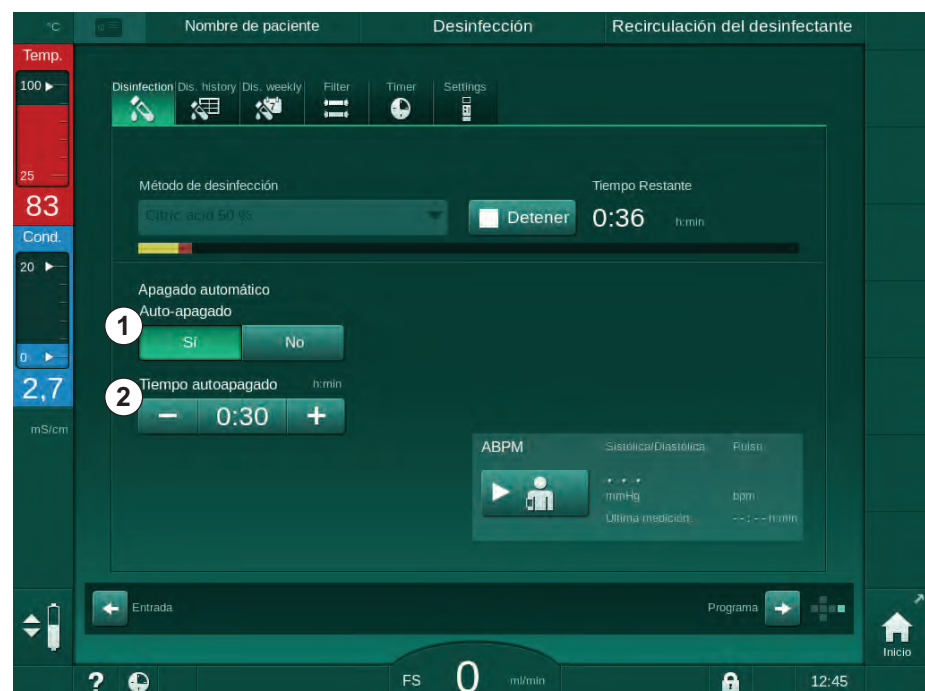 °C
Nombre de paciente
Desinfección
Recirculación del desinfectante
Temp.
100
25
83
Cond.
20
0
2,7
mS/cm
Disinfection
Dis. history
Dis. weekly
Filter
Timer
Settings
Método de desinfección
Citric acid 50 %
Detener
Tiempo Restante
0:36 h:min
Apagado automático
Auto-apagado
1
Sí
No
2
Tiempo autoapagado h:min
− 0:30 +
ABPM
Sistólica/Diastólica
Pulso
mmHg
bpm
Última medición:
--:-- h:min
Entrada
Programa
Inicio
?
FS 0 ml/min
12:45